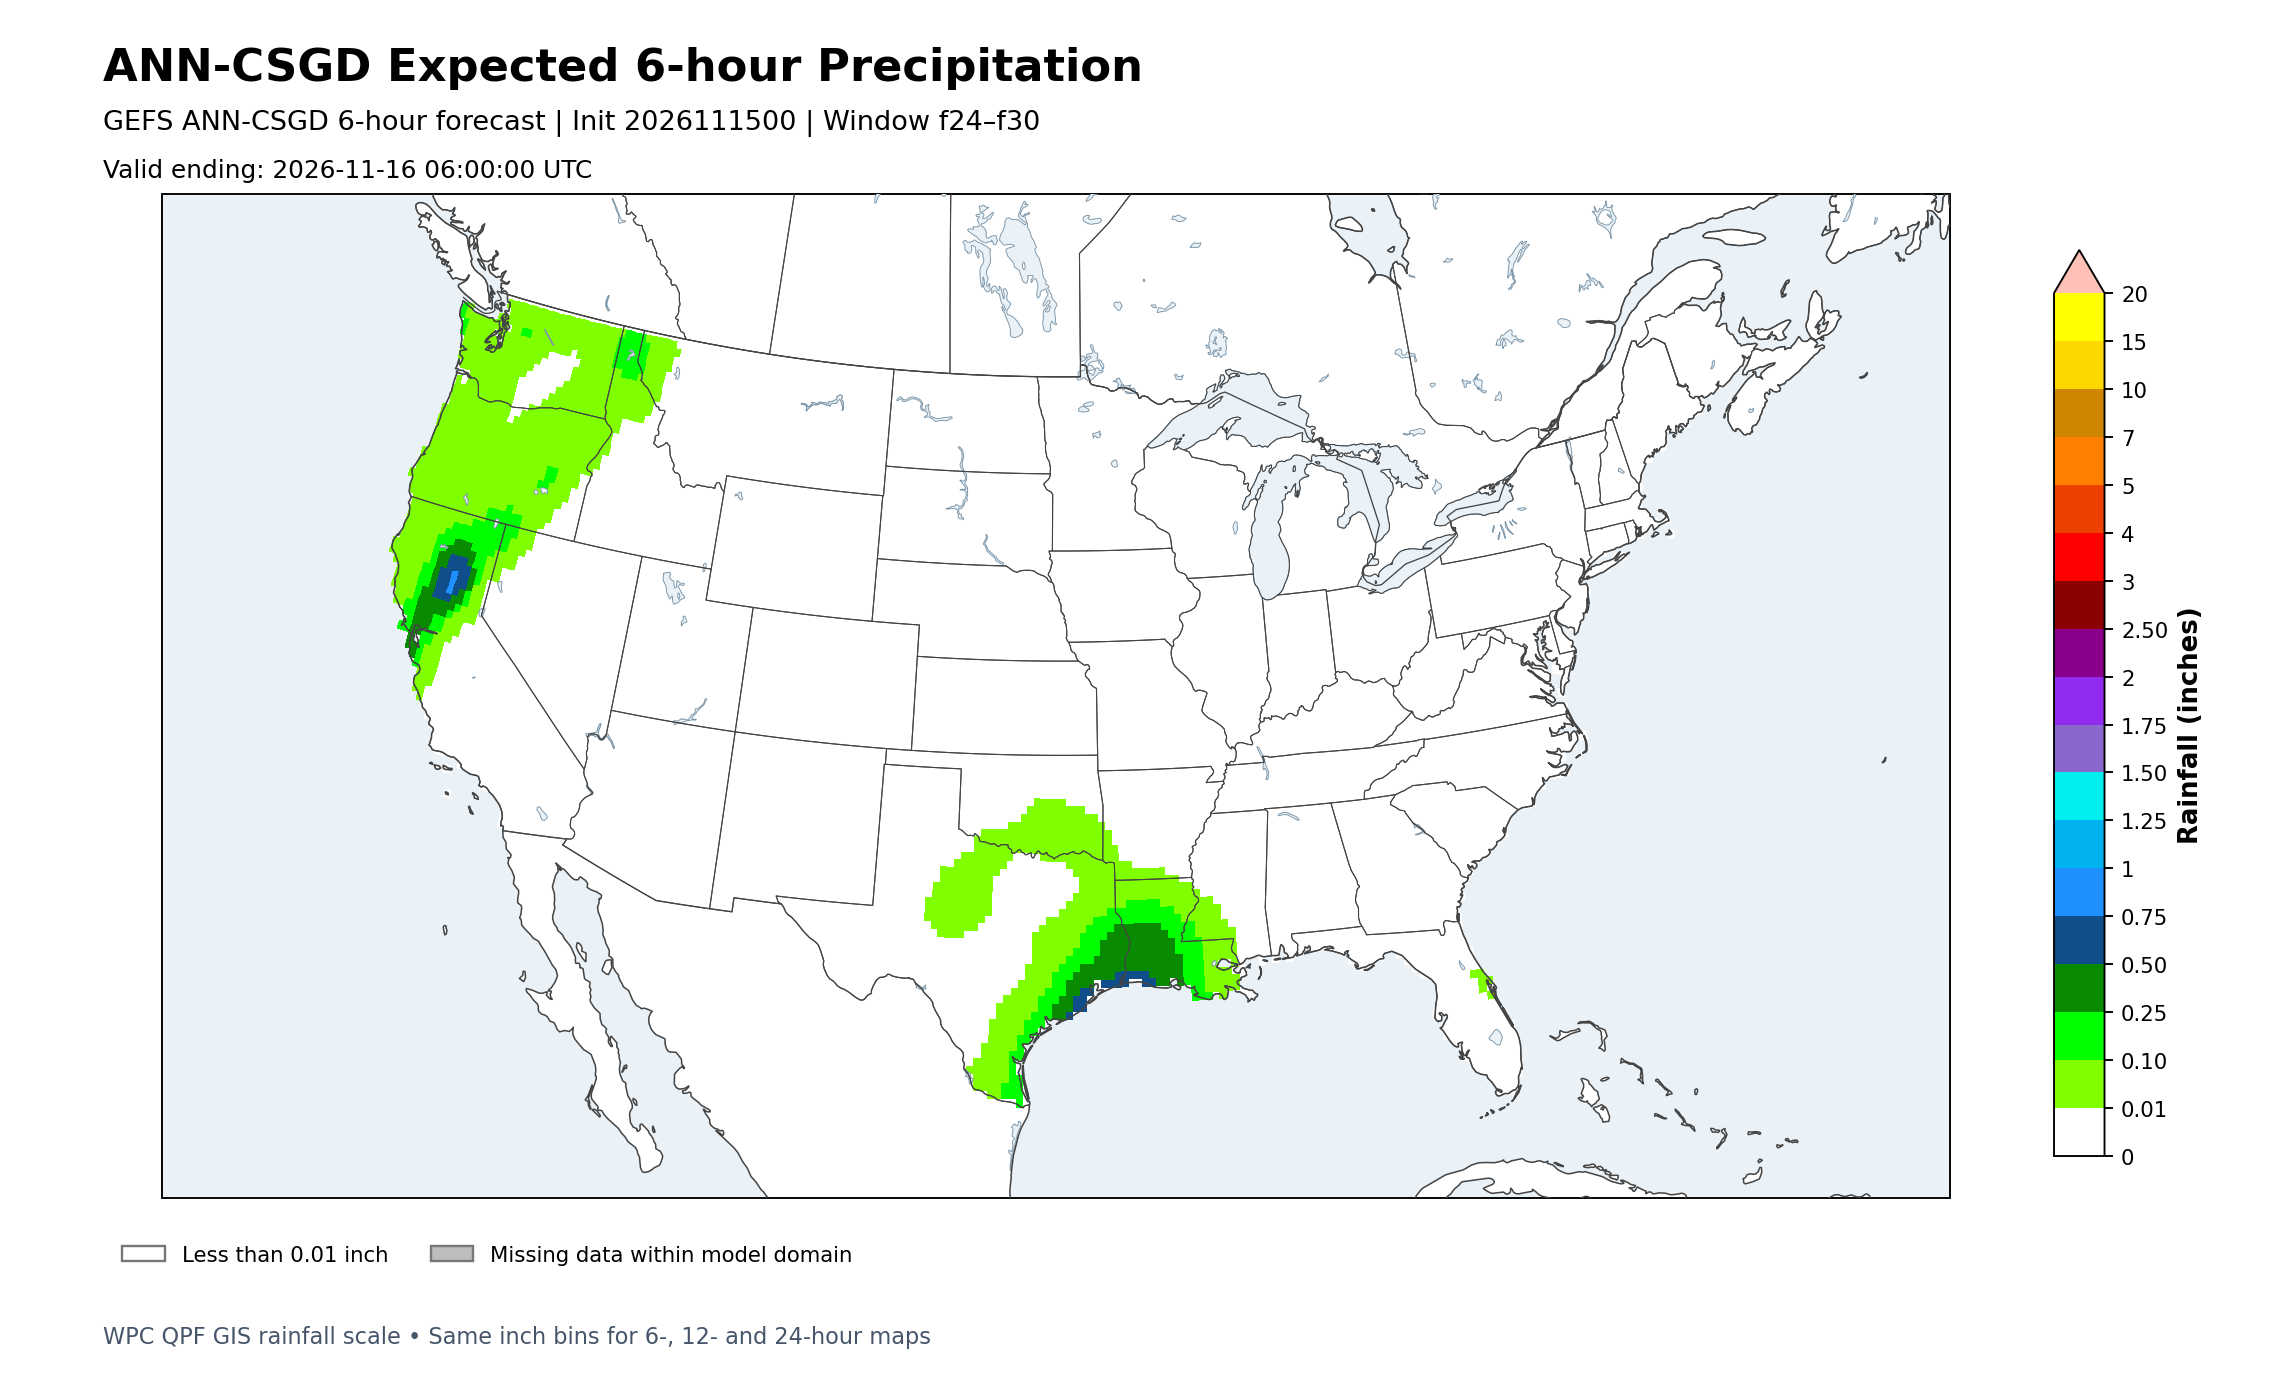 ANN-CSGD Expected 6-hour Precipitation
GEFS ANN-CSGD 6-hour forecast | Init 2026111500 | Window f24–f30
Valid ending: 2026-11-16 06:00:00 UTC
20
15
10
7
5
4
3
2.50
2
1.75
1.50
1.25
1
0.75
0.50
0.25
0.10
0.01
0
Rainfall (inches)
Less than 0.01 inch
Missing data within model domain
WPC QPF GIS rainfall scale • Same inch bins for 6-, 12- and 24-hour maps